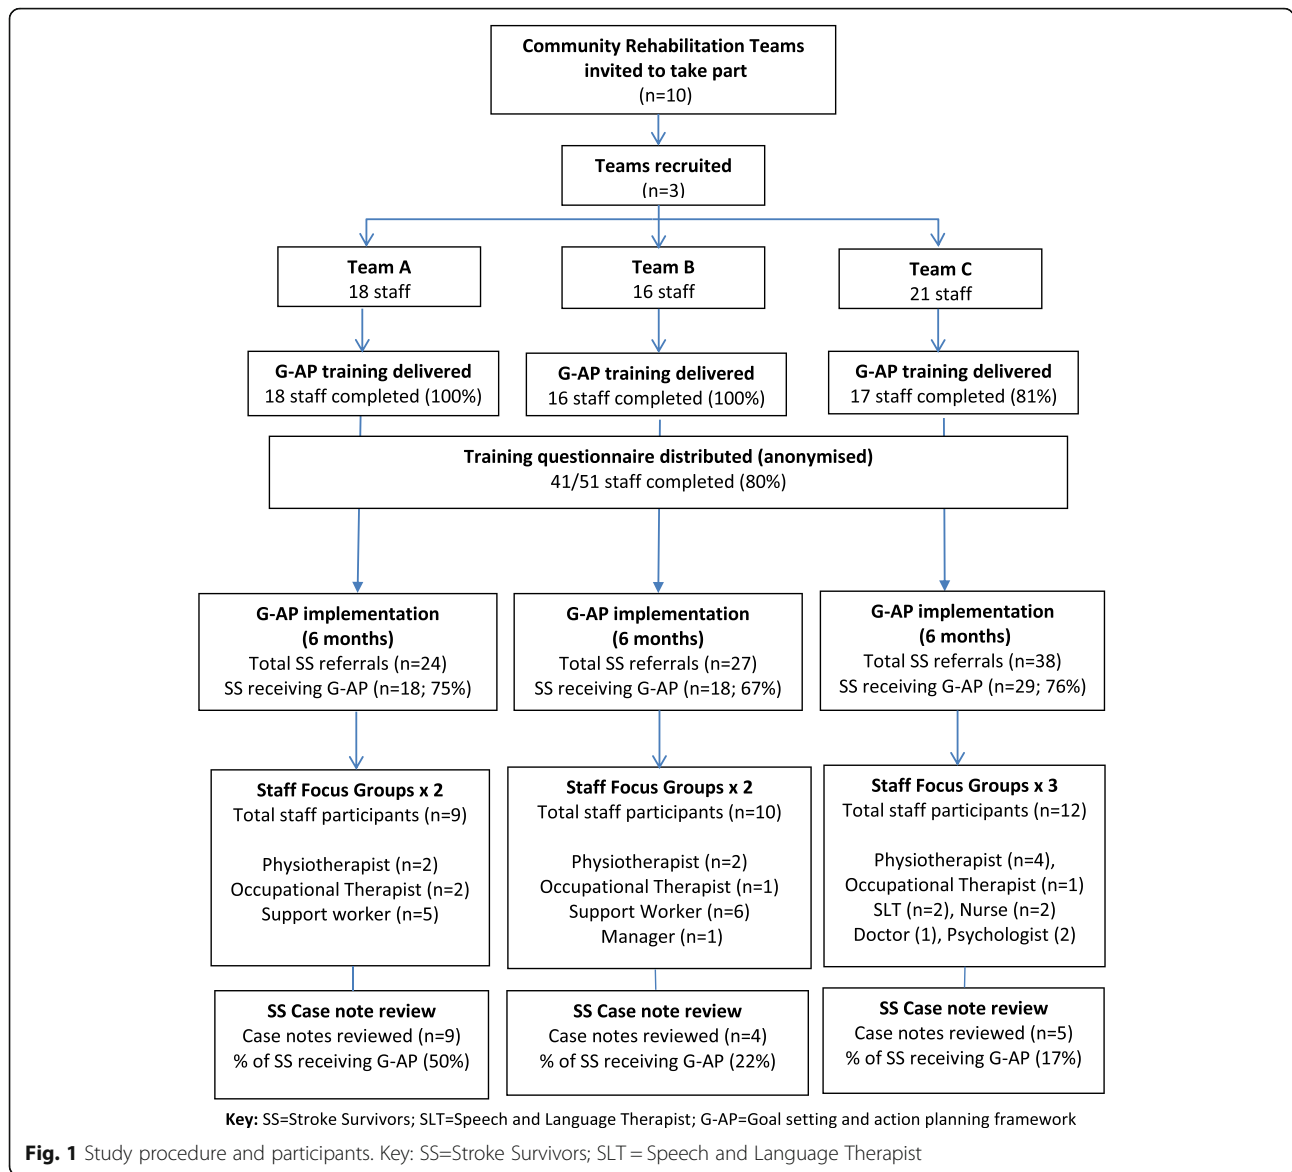 Community Rehabilitation Teams
invited to take part
(n=10)
Teams recruited
(n=3)
Team A
18 staff
Team B
16 staff
Team C
21 staff
G-AP training delivered
18 staff completed (100%)
G-AP training delivered
16 staff completed (100%)
G-AP training delivered
17 staff completed (81%)
Training questionnaire distributed (anonymised)
41/51 staff completed (80%)
G-AP implementation
(6 months)
Total SS referrals (n=24)
SS receiving G-AP (n=18; 75%)
G-AP implementation
(6 months)
Total SS referrals (n=27)
SS receiving G-AP (n=18; 67%)
G-AP implementation
(6 months)
Total SS referrals (n=38)
SS receiving G-AP (n=29; 76%)
Staff Focus Groups x 2
Total staff participants (n=9)
Physiotherapist (n=2)
Occupational Therapist (n=2)
Support worker (n=5)
Staff Focus Groups x 2
Total staff participants (n=10)
Physiotherapist (n=2)
Occupational Therapist (n=1)
Support Worker (n=6)
Manager (n=1)
Staff Focus Groups x 3
Total staff participants (n=12)
Physiotherapist (n=4),
Occupational Therapist (n=1)
SLT (n=2), Nurse (n=2)
Doctor (1), Psychologist (2)
SS Case note review
Case notes reviewed (n=9)
% of SS receiving G-AP (50%)
SS Case note review
Case notes reviewed (n=4)
% of SS receiving G-AP (22%)
SS Case note review
Case notes reviewed (n=5)
% of SS receiving G-AP (17%)
Key: SS=Stroke Survivors; SLT=Speech and Language Therapist; G-AP=Goal setting and action planning framework
Fig. 1 Study procedure and participants. Key: SS=Stroke Survivors; SLT = Speech and Language Therapist